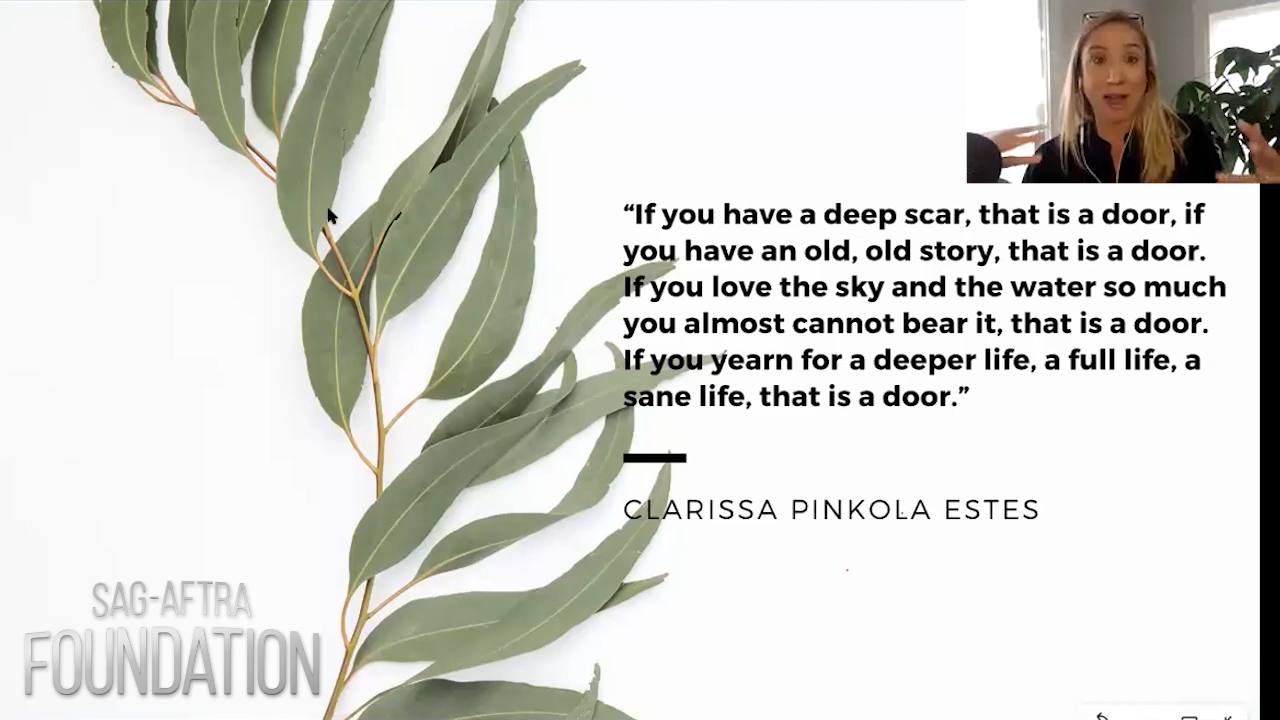 “If you have a deep scar, that is a door, if
you have an old, old story, that is a door.
If you love the sky and the water so much
you almost cannot bear it, that is a door.
If you yearn for a deeper life, a full life, a
sane life, that is a door.”
CLARISSA PINKOLA ESTES
SAG-AFTRA
FOUNDATION